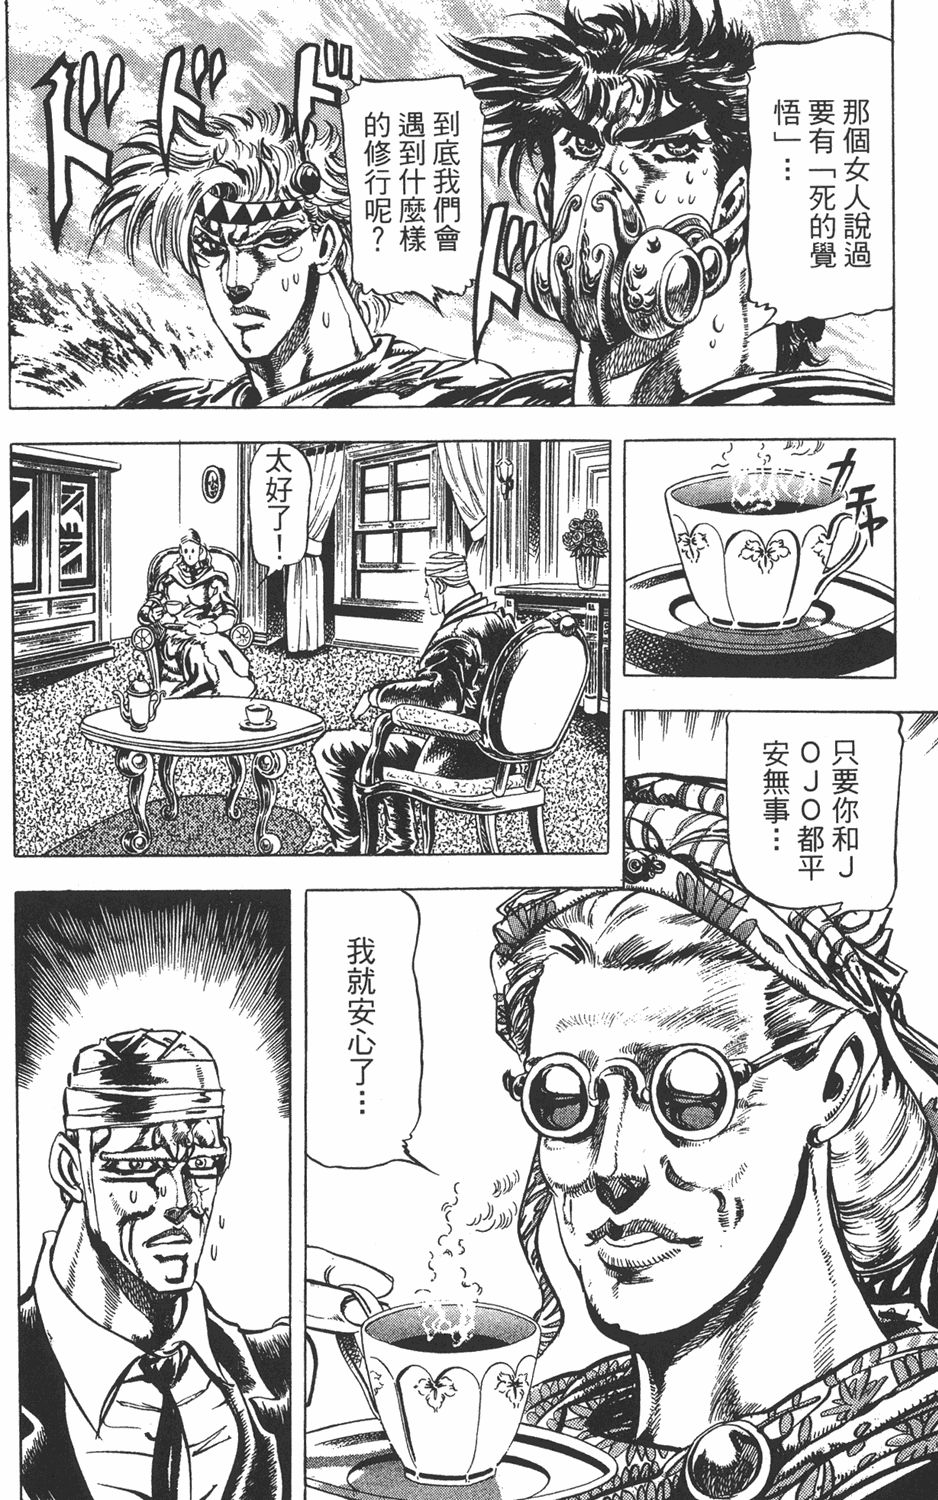 那個女人說過
要有「死的覺
悟」…
到底我們會
遇到什麼樣
的修行呢？
ドドドド
カチャ
太好了！
只要你和J
OJO都平
安無事…
我就安心了…